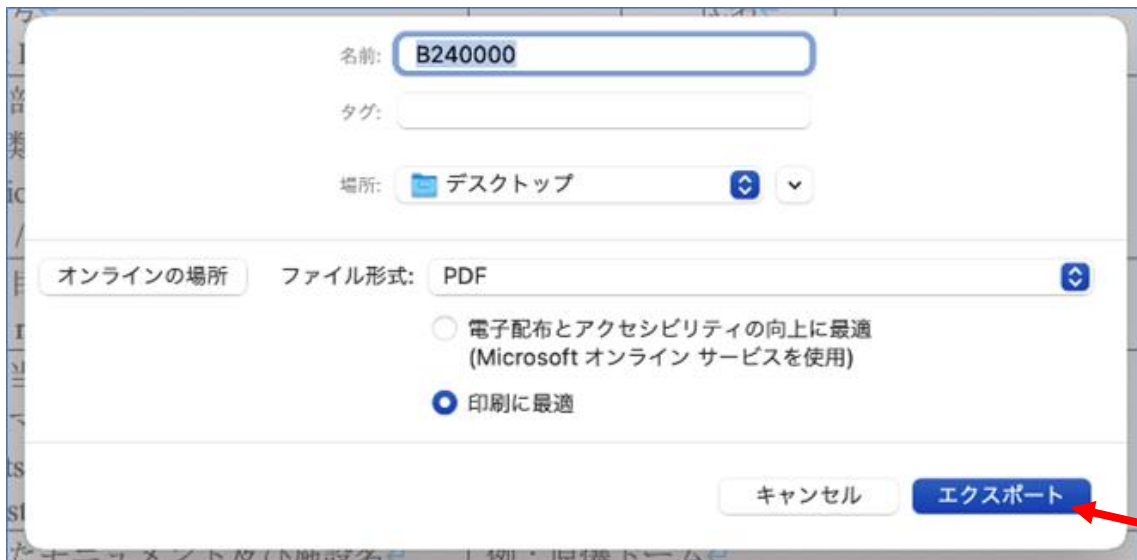 名前: B240000
タグ:
場所: デスクトップ
オンラインの場所 ファイル形式: PDF
電子配布とアクセシビリティの向上に最適
(Microsoft オンライン サービスを使用)
印刷に最適
キャンセル エクスポート